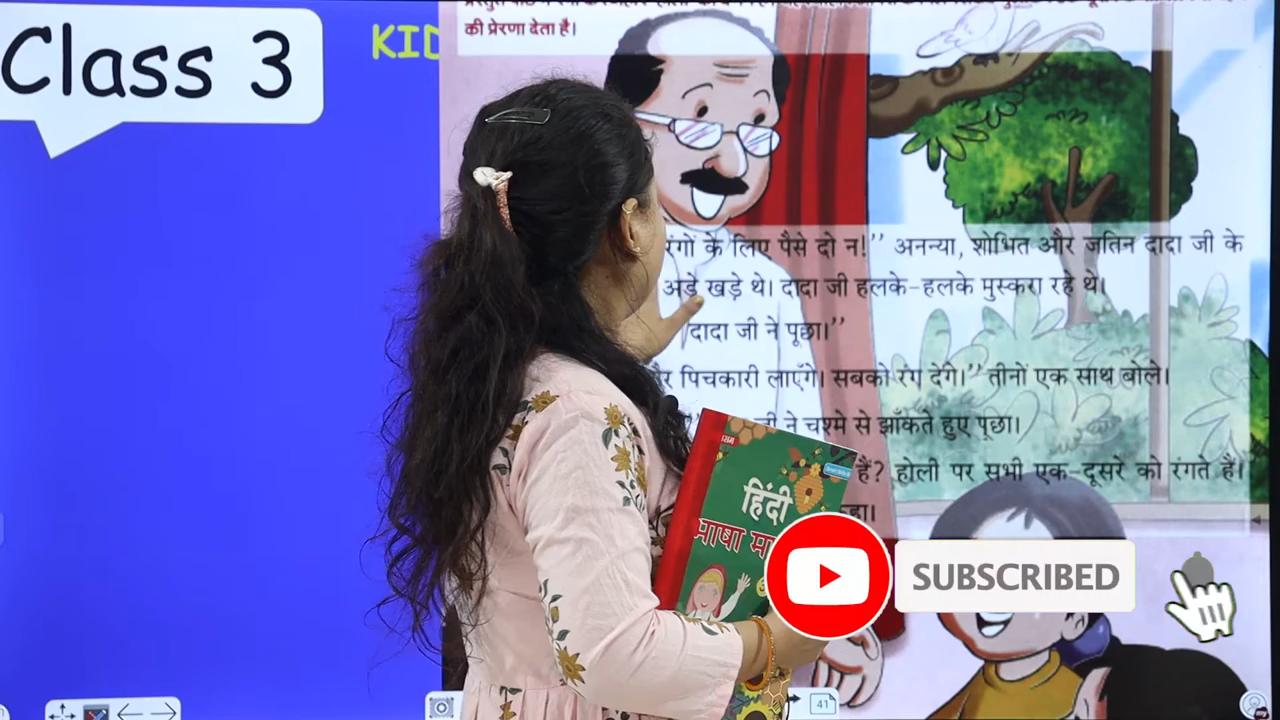 Class 3
KID
की प्रेरणा देता है।
रंगों के लिए पैसे दो न!’’ अनन्या, शोभित और जतिन दादा जी के
अड़े खड़े थे। दादा जी हलके-हलके मुस्करा रहे थे।
दादा जी ने पूछा।’’
पिचकारी लाएँगे। सबको रंग देंगे।’’ तीनों एक साथ बोले।
जी ने चश्मे से झाँकते हुए पूछा।
हैं? होली पर सभी एक-दूसरे को रंगते हैं।
हिंदी
भाषा
SUBSCRIBED
41